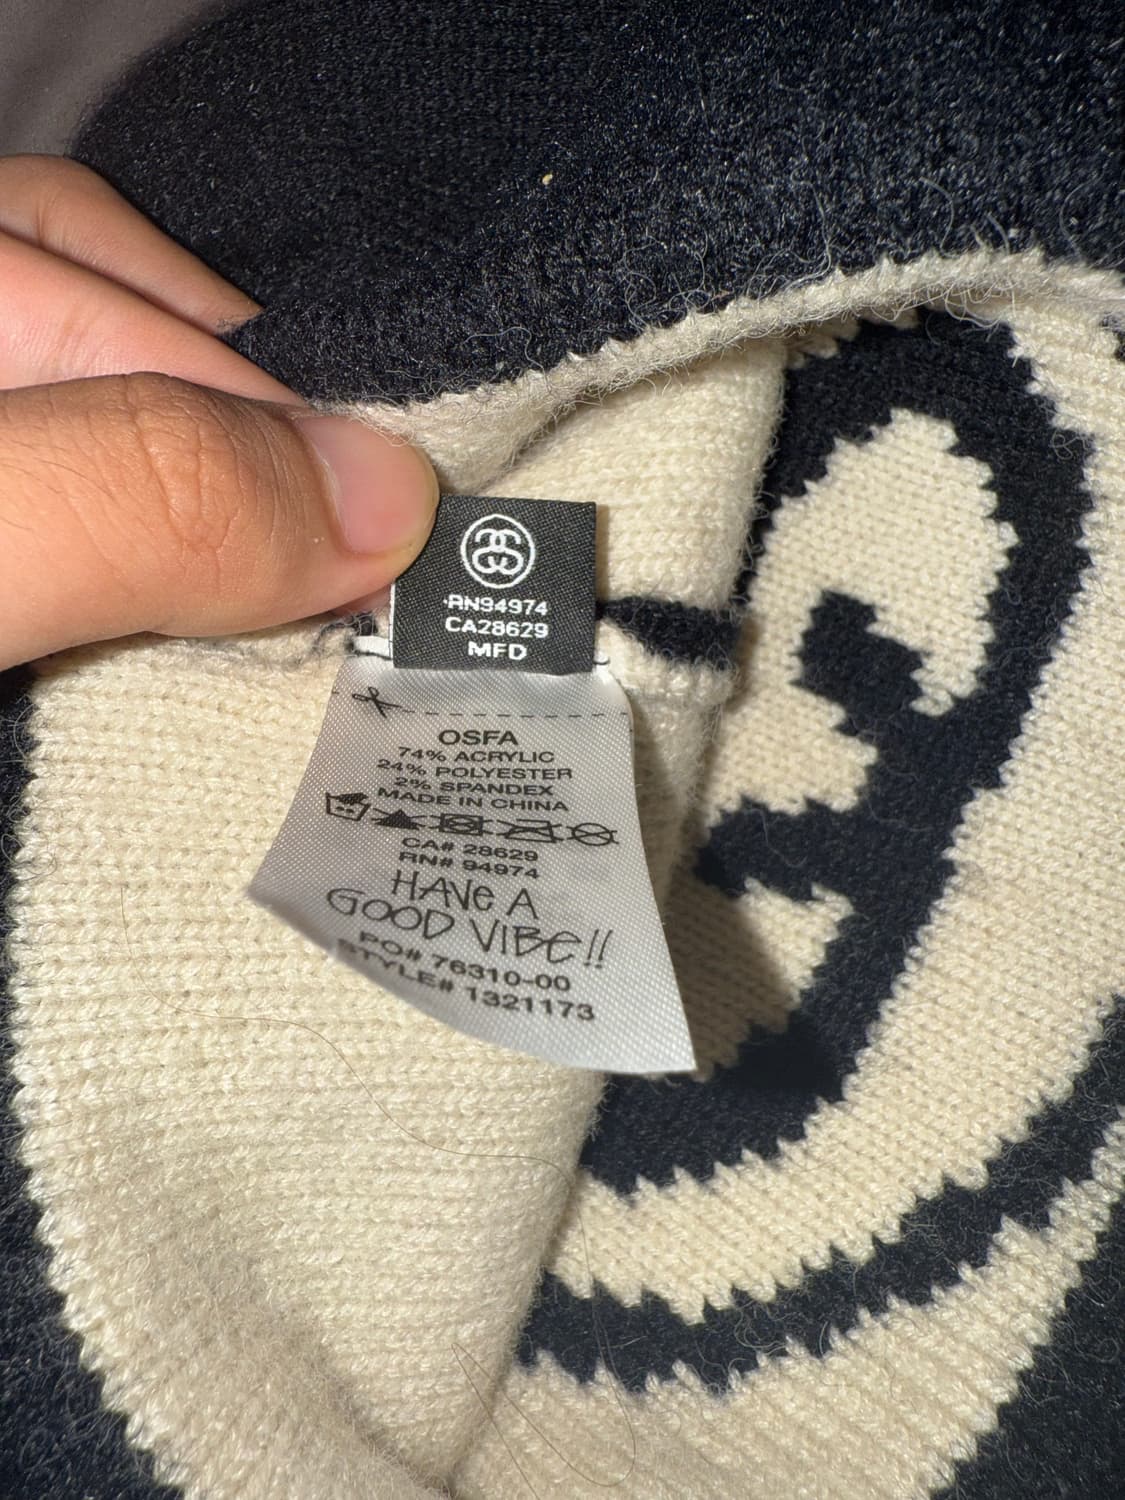 RN94974
CA28629
MFD
OSFA
74% ACRYLIC
24% POLYESTER
2% SPANDEX
MADE IN CHINA
CA# 28629
RN# 94974
HAVE A
GOOD VIBE!!
PO# 76310-00
STYLE# 1321173